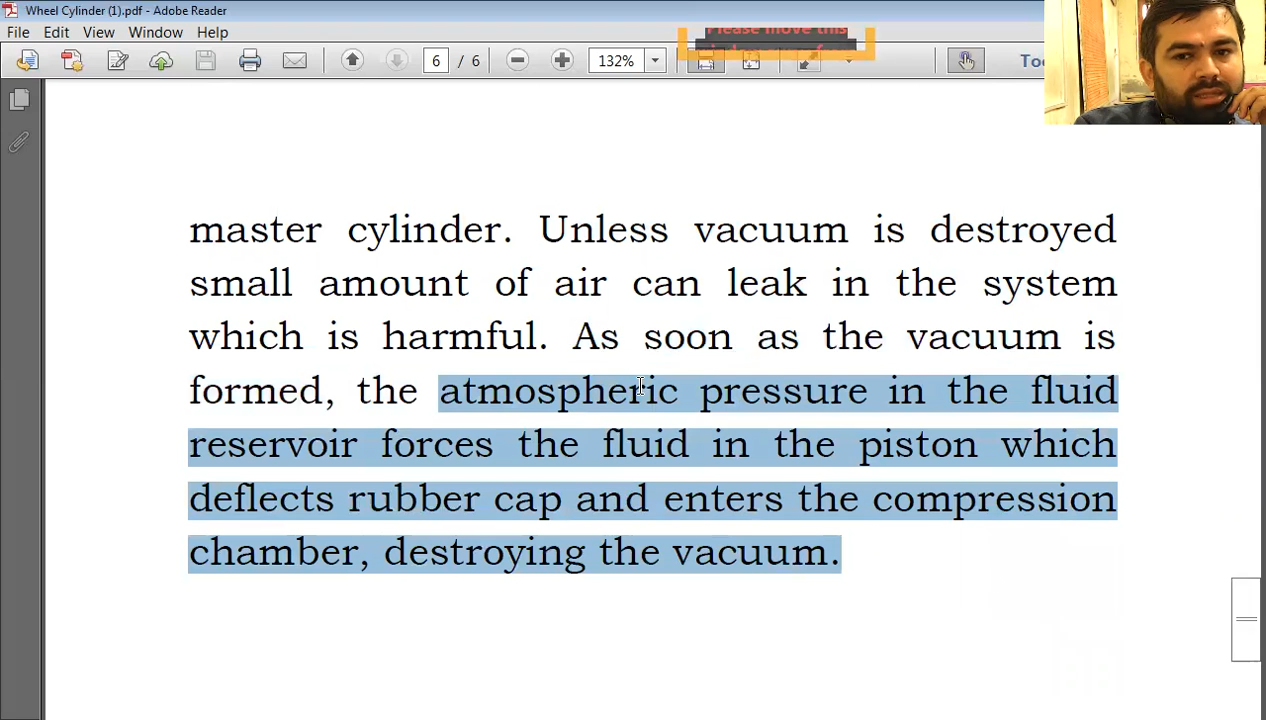 Wheel Cylinder (1).pdf - Adobe Reader
File Edit View Window Help
Please move this
6 / 6 132%
master cylinder. Unless vacuum is destroyed
small amount of air can leak in the system
which is harmful. As soon as the vacuum is
formed, the atmospheric pressure in the fluid
reservoir forces the fluid in the piston which
deflects rubber cap and enters the compression
chamber, destroying the vacuum.